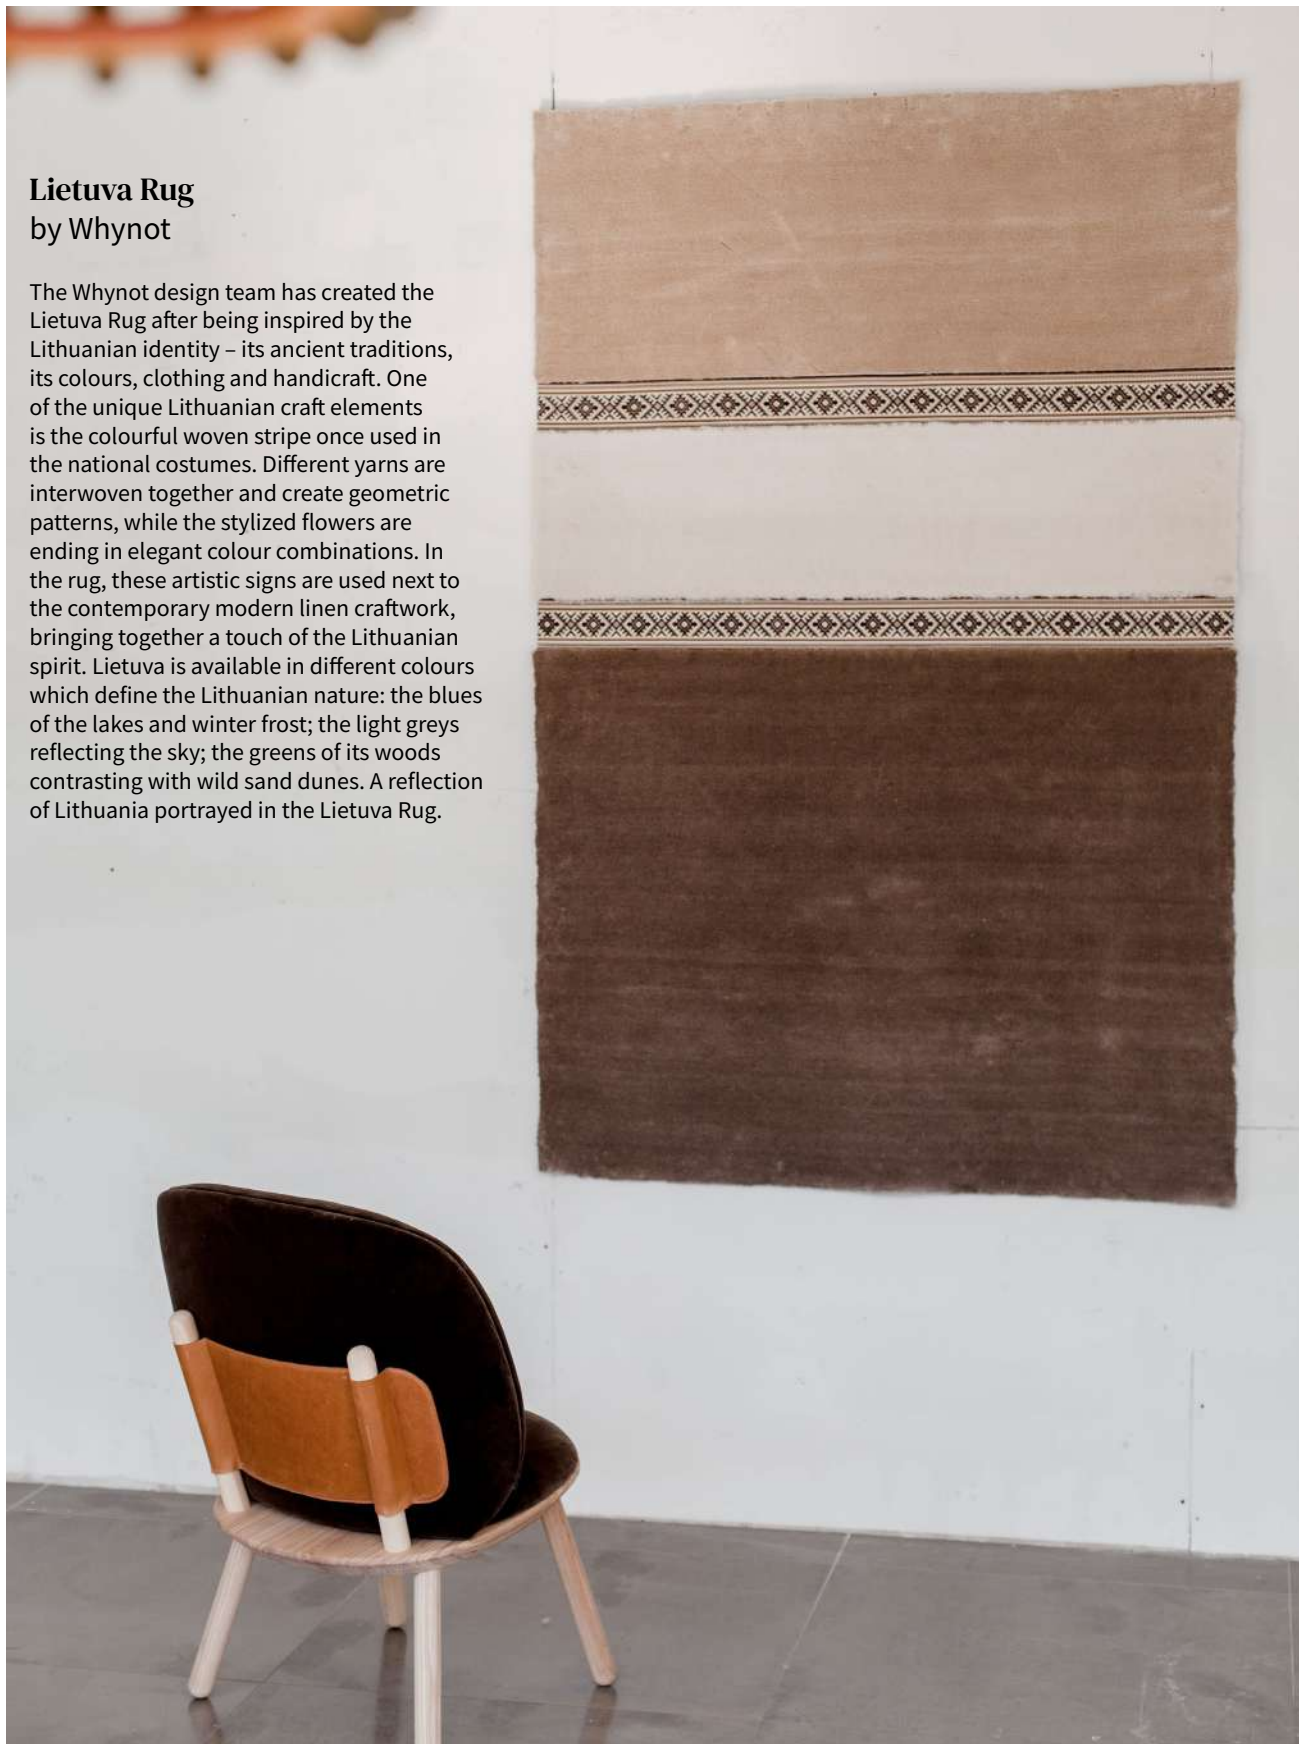 Lietuva Rug
by Whynot
The Whynot design team has created the
Lietuva Rug after being inspired by the
Lithuanian identity – its ancient traditions,
its colours, clothing and handicraft. One
of the unique Lithuanian craft elements
is the colourful woven stripe once used in
the national costumes. Different yarns are
interwoven together and create geometric
patterns, while the stylized flowers are
ending in elegant colour combinations. In
the rug, these artistic signs are used next to
the contemporary modern linen craftwork,
bringing together a touch of the Lithuanian
spirit. Lietuva is available in different colours
which define the Lithuanian nature: the blues
of the lakes and winter frost; the light greys
reflecting the sky; the greens of its woods
contrasting with wild sand dunes. A reflection
of Lithuania portrayed in the Lietuva Rug.